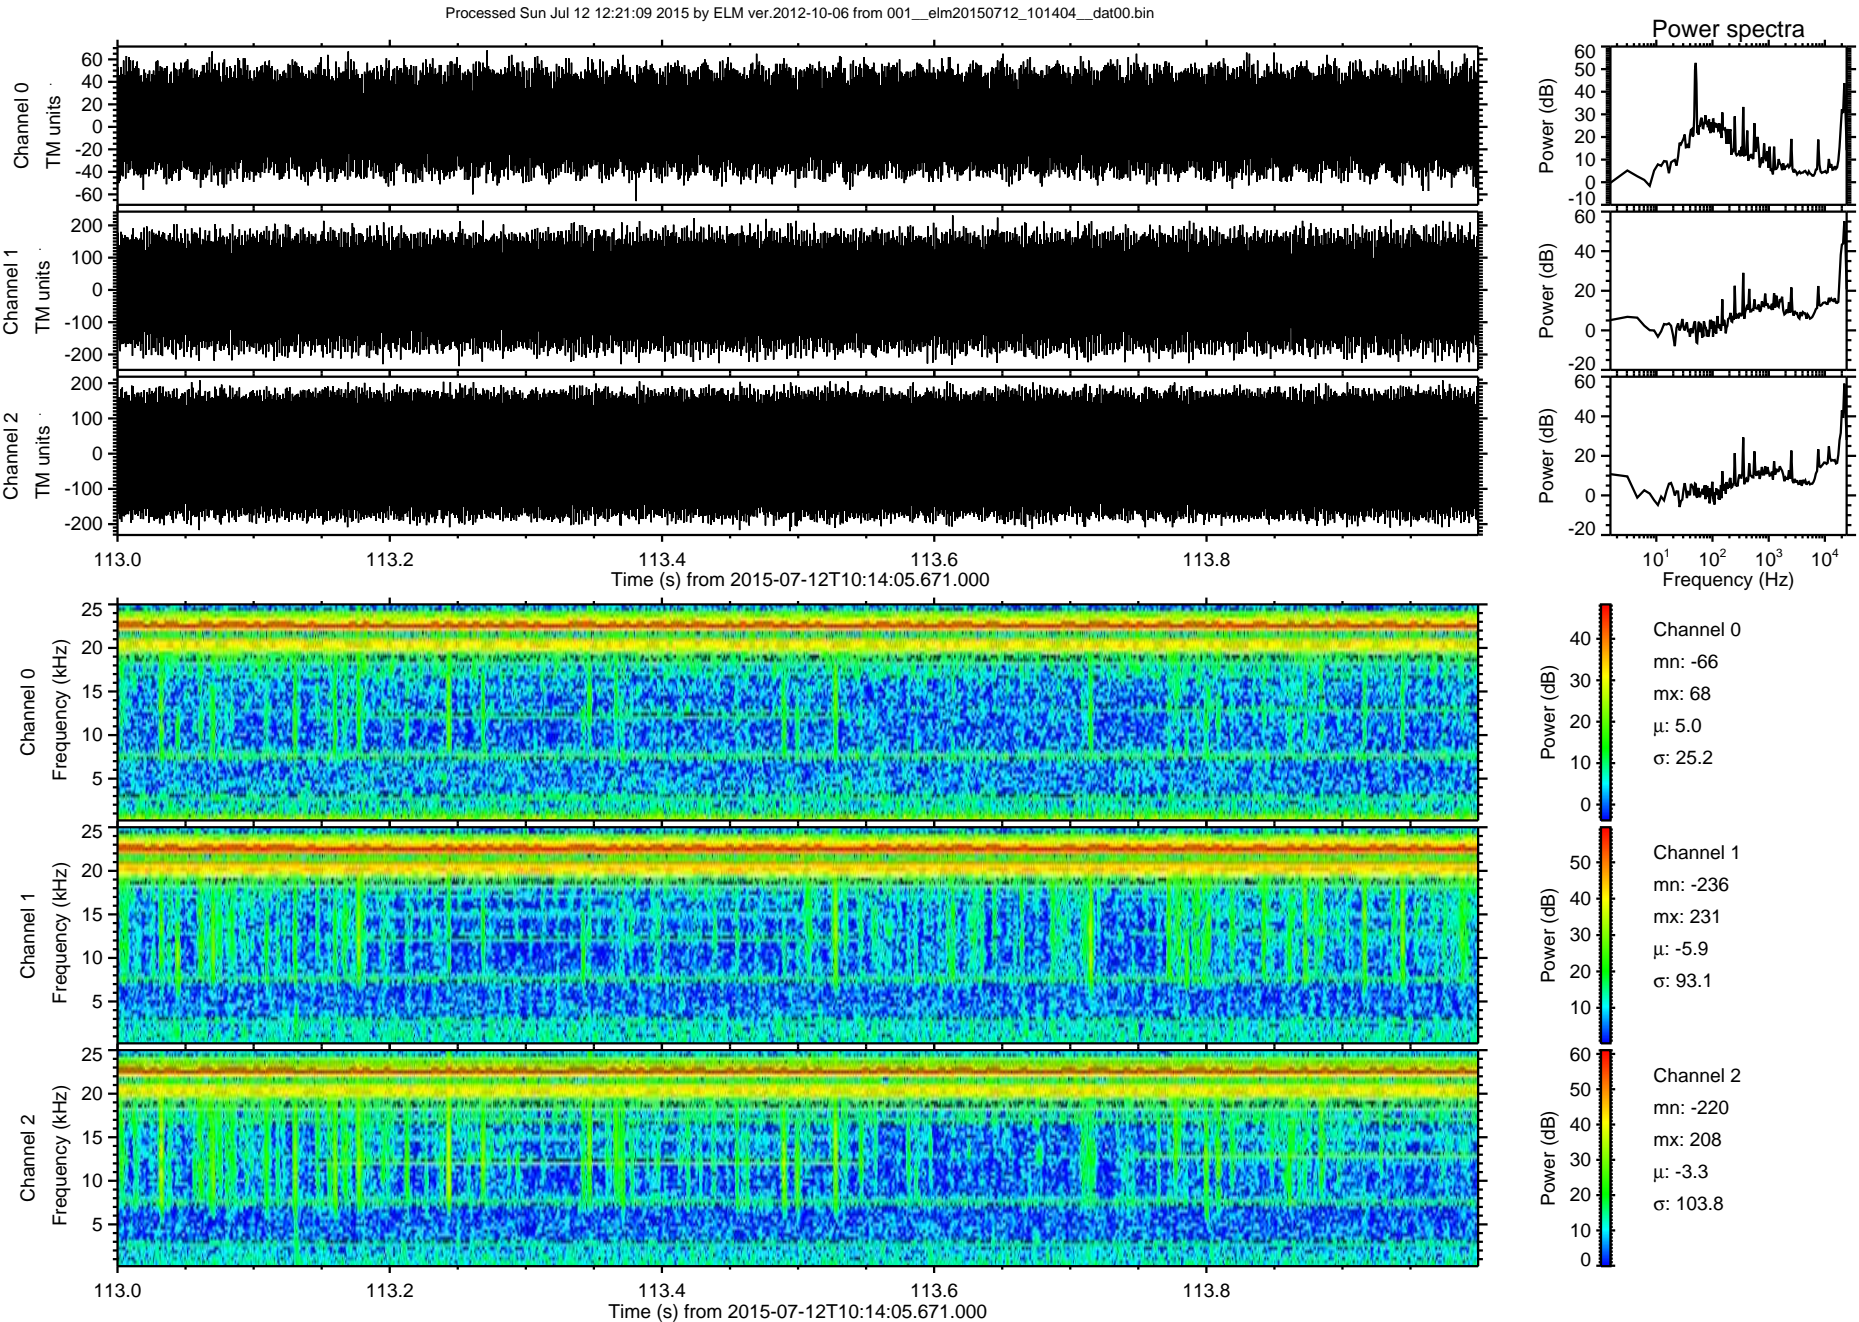 Processed Sun Jul 12 12:21:09 2015 by ELM ver.2012-10-06 from 001__elm20150712_101404__dat00.bin
Power spectra
Channel 0
TM units
60
40
20
0
-20
-40
-60
Power (dB)
60
50
40
30
20
10
0
-10
Channel 1
TM units
200
100
0
-100
-200
Power (dB)
60
40
20
0
-20
Channel 2
TM units
200
100
0
-100
-200
Power (dB)
60
40
20
0
-20
113.0 113.2 113.4 113.6 113.8
Time (s) from 2015-07-12T10:14:05.671.000
10^1 10^2 10^3 10^4
Frequency (Hz)
Channel 0
Frequency (kHz)
25
20
15
10
5
Power (dB)
40
30
20
10
0
Channel 0
mn: -66
mx: 68
μ: 5.0
σ: 25.2
Channel 1
Frequency (kHz)
25
20
15
10
5
Power (dB)
50
40
30
20
10
Channel 1
mn: -236
mx: 231
μ: -5.9
σ: 93.1
Channel 2
Frequency (kHz)
25
20
15
10
5
Power (dB)
60
50
40
30
20
10
0
Channel 2
mn: -220
mx: 208
μ: -3.3
σ: 103.8
113.0 113.2 113.4 113.6 113.8
Time (s) from 2015-07-12T10:14:05.671.000